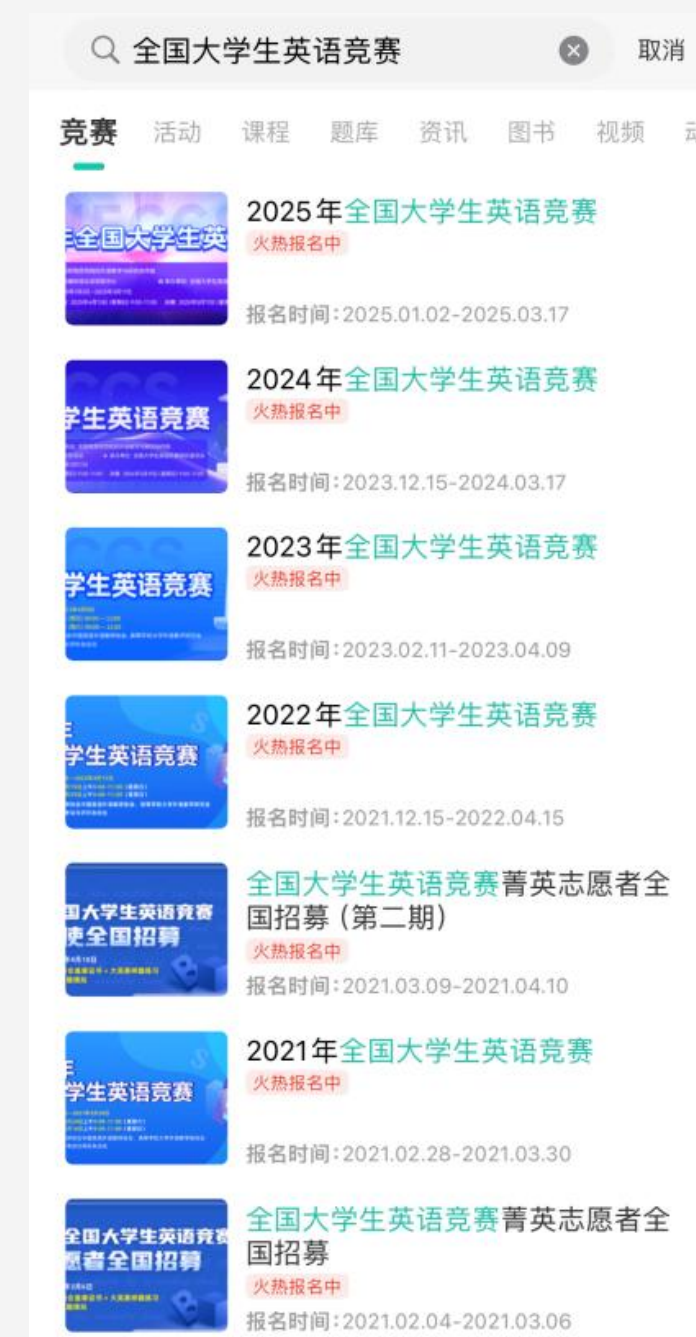 全国大学生英语竞赛
取消
竞赛 活动 课程 题库 资讯 图书 视频
2025年全国大学生英语竞赛
火热报名中
报名时间:2025.01.02-2025.03.17
全国大学生英
2024年全国大学生英语竞赛
火热报名中
报名时间:2023.12.15-2024.03.17
学生英语竞赛
2023年全国大学生英语竞赛
火热报名中
报名时间:2023.02.11-2023.04.09
学生英语竞赛
2022年全国大学生英语竞赛
火热报名中
报名时间:2021.12.15-2022.04.15
学生英语竞赛
全国大学生英语竞赛菁英志愿者全
国招募(第二期)
火热报名中
报名时间:2021.03.09-2021.04.10
国大学生英语竞赛
使全国招募
2021年全国大学生英语竞赛
火热报名中
报名时间:2021.02.28-2021.03.30
学生英语竞赛
全国大学生英语竞赛菁英志愿者全
国招募
火热报名中
报名时间:2021.02.04-2021.03.06
全国大学生英语竞赛
愿者全国招募